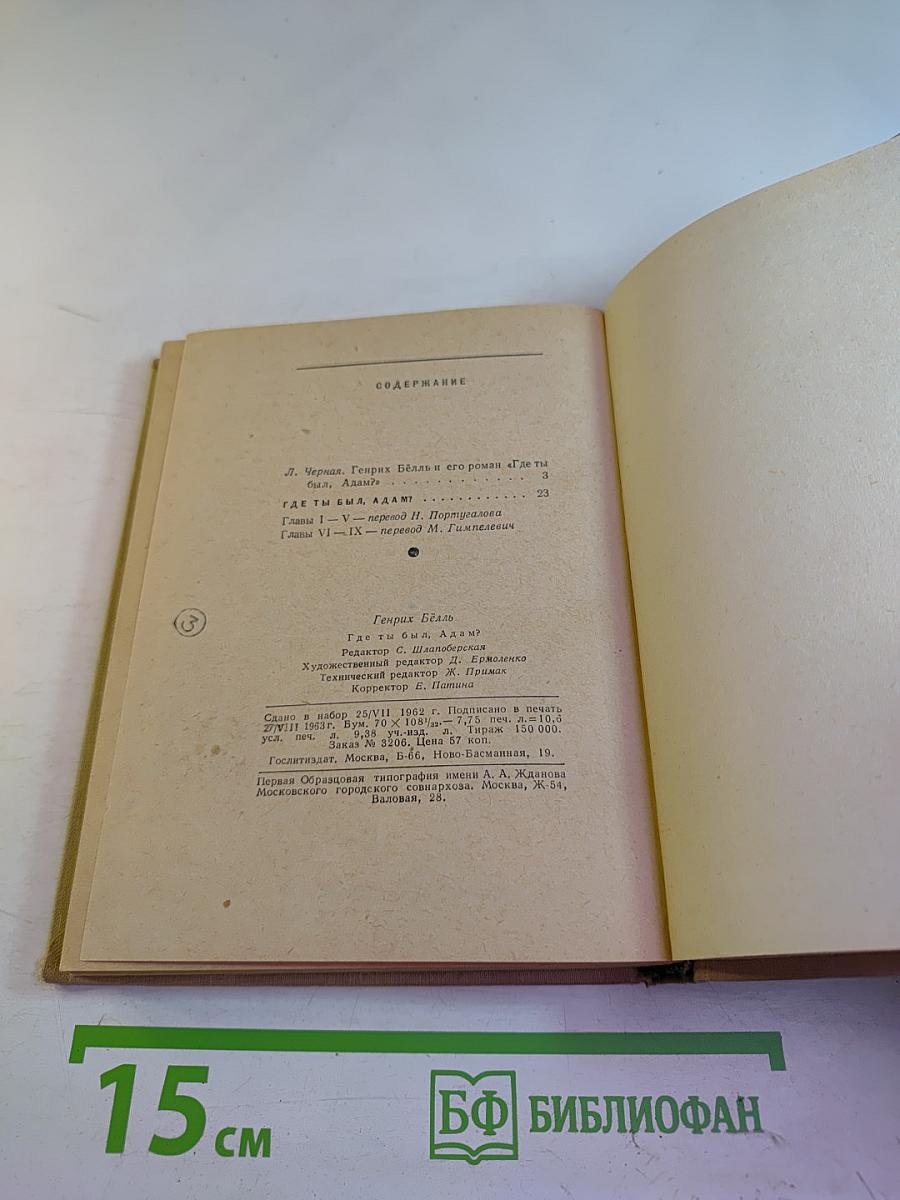 СОДЕРЖАНИЕ
Л. Черная. Генрих Бёлль и его роман «Где ты
был, Адам?» . . . . . . . . . . . . 3
ГДЕ ТЫ БЫЛ, АДАМ? . . . . . . . . . . . . 23
Главы I — V — перевод Н. Португалова
Главы VI — IX — перевод М. Гимпелевич
3
Генрих Бёлль
Где ты был, Адам?
Редактор С. Шлапоберская
Художественный редактор Д. Ермоленко
Технический редактор Ж. Примак
Корректор Е. Патина
Сдано в набор 25/VII 1962 г. Подписано в печать
27/VIII 1963 г. Бум. 70 × 108¹/₃₂.— 7,75 печ. л.=10,6
усл. печ. л. 9,38 уч.-изд. л. Тираж 150 000.
Заказ № 3206. Цена 57 коп.
Гослитиздат, Москва, Б-66, Ново-Басманная, 19.
Первая Образцовая типография имени А. А. Жданова
Московского городского совнархоза. Москва, Ж-54,
Валовая, 28.
15 см
БФ БИБЛИОФАН